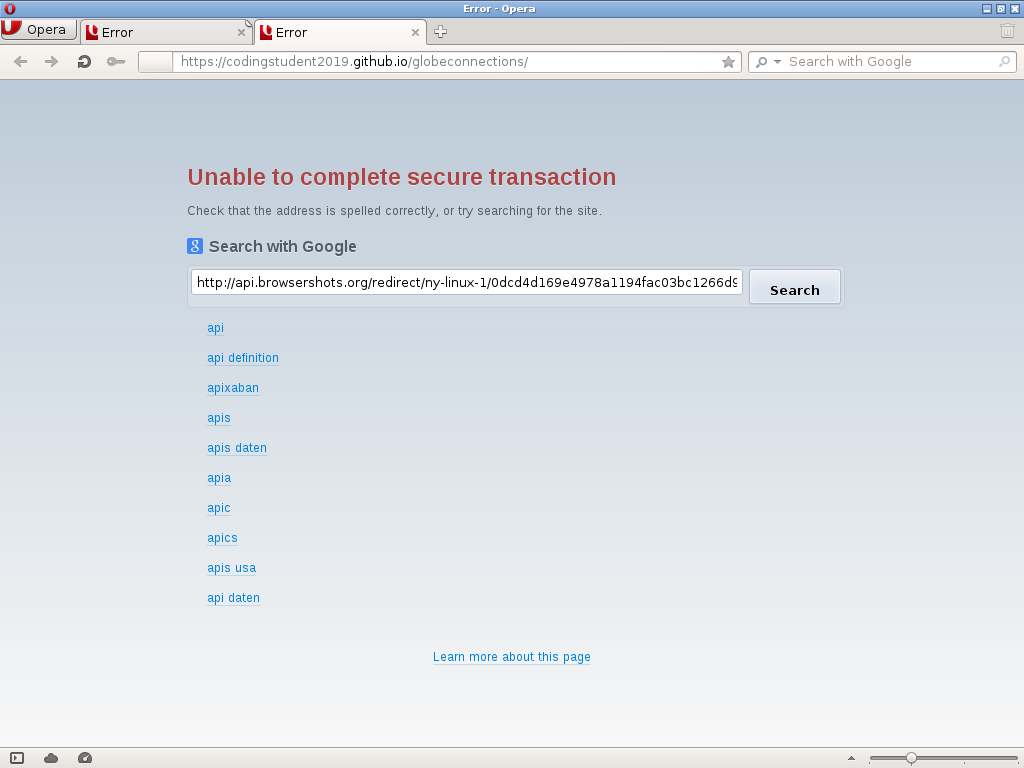 Error - Opera
Opera
Error
Error
https://codingstudent2019.github.io/globeconnections/
Search with Google
Unable to complete secure transaction
Check that the address is spelled correctly, or try searching for the site.
Search with Google
http://api.browsershots.org/redirect/ny-linux-1/0dcd4d169e4978a1194fac03bc1266d9
Search
api
api definition
apixaban
apis
apis daten
apia
apic
apics
apis usa
api daten
Learn more about this page